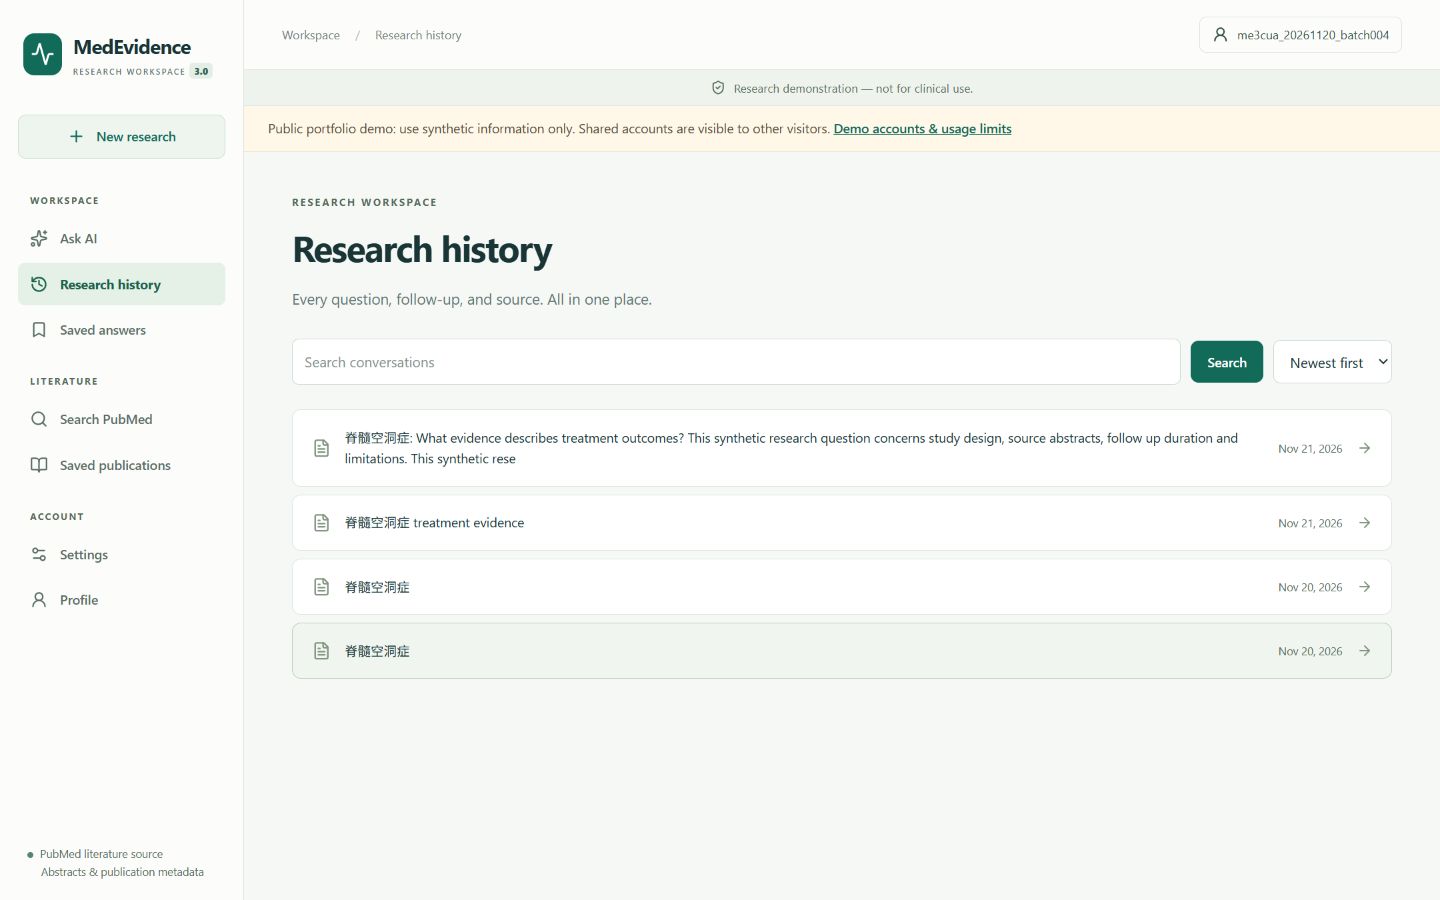 MedEvidence
RESEARCH WORKSPACE 3.0
New research
WORKSPACE
Ask AI
Research history
Saved answers
LITERATURE
Search PubMed
Saved publications
ACCOUNT
Settings
Profile
PubMed literature source
Abstracts & publication metadata
Workspace / Research history
me3cua_20261120_batch004
Research demonstration — not for clinical use.
Public portfolio demo: use synthetic information only. Shared accounts are visible to other visitors. Demo accounts & usage limits
RESEARCH WORKSPACE
Research history
Every question, follow-up, and source. All in one place.
Search conversations
Search
Newest first
脊髓空洞症: What evidence describes treatment outcomes? This synthetic research question concerns study design, source abstracts, follow up duration and
limitations. This synthetic rese
Nov 21, 2026
脊髓空洞症 treatment evidence
Nov 21, 2026
脊髓空洞症
Nov 20, 2026
脊髓空洞症
Nov 20, 2026